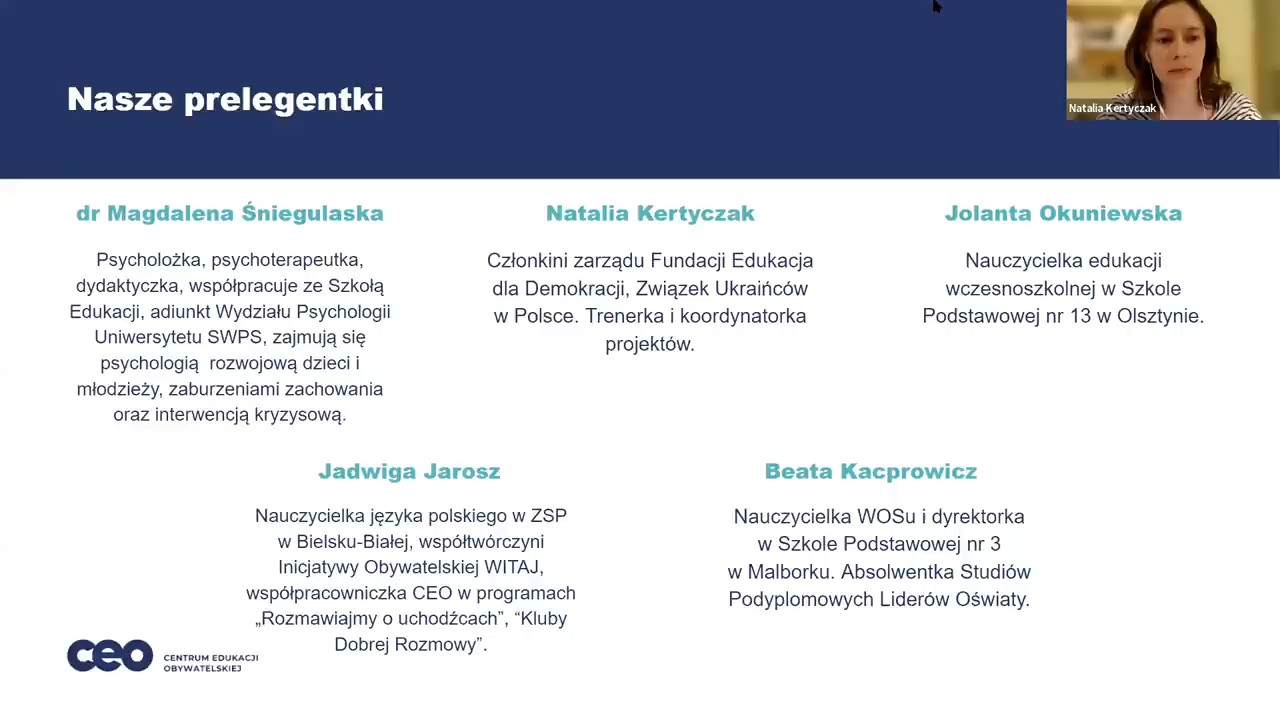 Nasze prelegentki
Natalia Kertyczak
dr Magdalena Śniegulaska
Psycholożka, psychoterapeutka,
dydaktyczka, współpracuje ze Szkołą
Edukacji, adiunkt Wydziału Psychologii
Uniwersytetu SWPS, zajmują się
psychologią  rozwojową dzieci i
młodzieży, zaburzeniami zachowania
oraz interwencją kryzysową.
Natalia Kertyczak
Członkini zarządu Fundacji Edukacja
dla Demokracji, Związek Ukraińców
w Polsce. Trenerka i koordynatorka
projektów.
Jolanta Okuniewska
Nauczycielka edukacji
wczesnoszkolnej w Szkole
Podstawowej nr 13 w Olsztynie.
Jadwiga Jarosz
Nauczycielka języka polskiego w ZSP
w Bielsku-Białej, współtwórczyni
Inicjatywy Obywatelskiej WITAJ,
współpracowniczka CEO w programach
„Rozmawiajmy o uchodźcach”, “Kluby
Dobrej Rozmowy”.
Beata Kacprowicz
Nauczycielka WOSu i dyrektorka
w Szkole Podstawowej nr 3
w Malborku. Absolwentka Studiów
Podyplomowych Liderów Oświaty.
ceo
CENTRUM EDUKACJI
OBYWATELSKIEJ